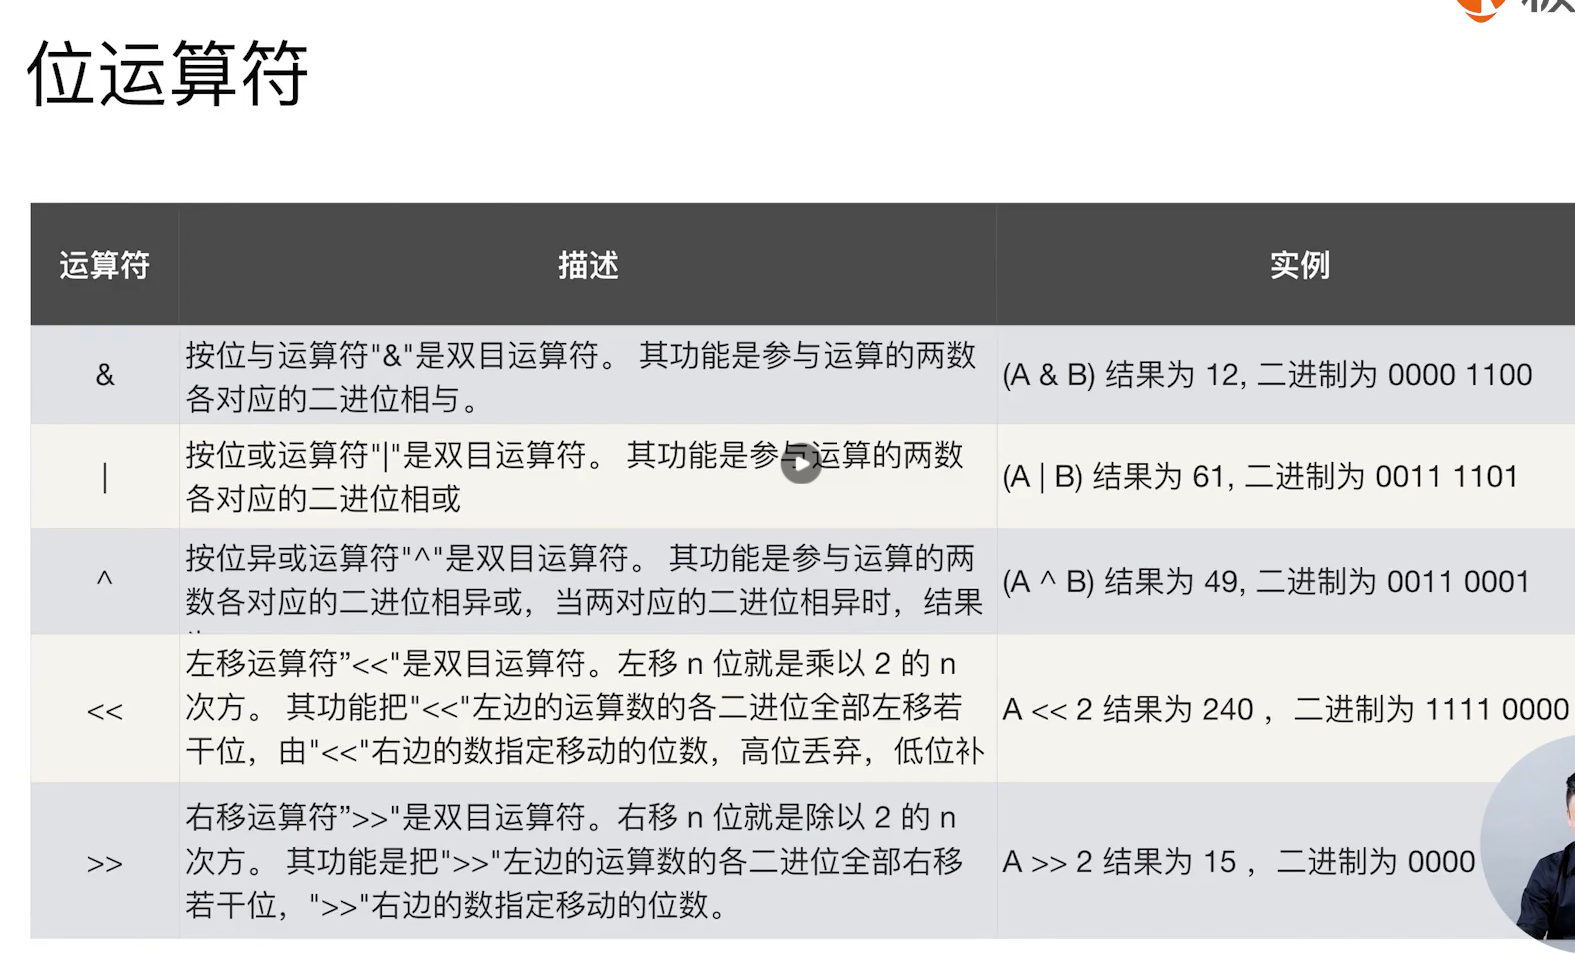 位运算符
运算符
描述
实例
&
按位与运算符"&"是双目运算符。 其功能是参与运算的两数
各对应的二进位相与。
(A & B) 结果为 12, 二进制为 0000 1100
|
按位或运算符"|"是双目运算符。 其功能是参与运算的两数
各对应的二进位相或
(A | B) 结果为 61, 二进制为 0011 1101
^
按位异或运算符"^"是双目运算符。 其功能是参与运算的两
数各对应的二进位相异或，当两对应的二进位相异时，结果
(A ^ B) 结果为 49, 二进制为 0011 0001
<<
左移运算符”<<"是双目运算符。左移 n 位就是乘以 2 的 n
次方。 其功能把"<<"左边的运算数的各二进位全部左移若
干位，由"<<"右边的数指定移动的位数，高位丢弃，低位补
A << 2 结果为 240 ，二进制为 1111 0000
>>
右移运算符”>>"是双目运算符。右移 n 位就是除以 2 的 n
次方。 其功能是把">>"左边的运算数的各二进位全部右移
若干位，">>"右边的数指定移动的位数。
A >> 2 结果为 15 ，二进制为 0000